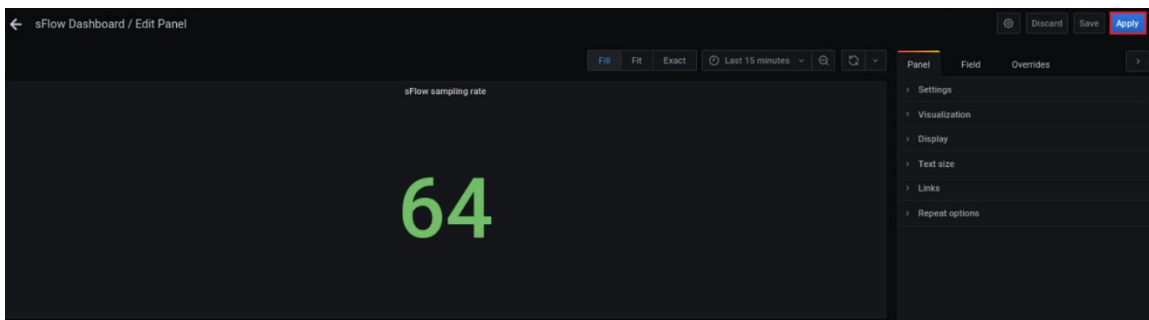 sFlow Dashboard / Edit Panel
Discard Save Apply
Fill Fit Exact Last 15 minutes
Panel Field Overrides
sFlow sampling rate
Settings
Visualization
Display
Text size
Links
Repeat options
64